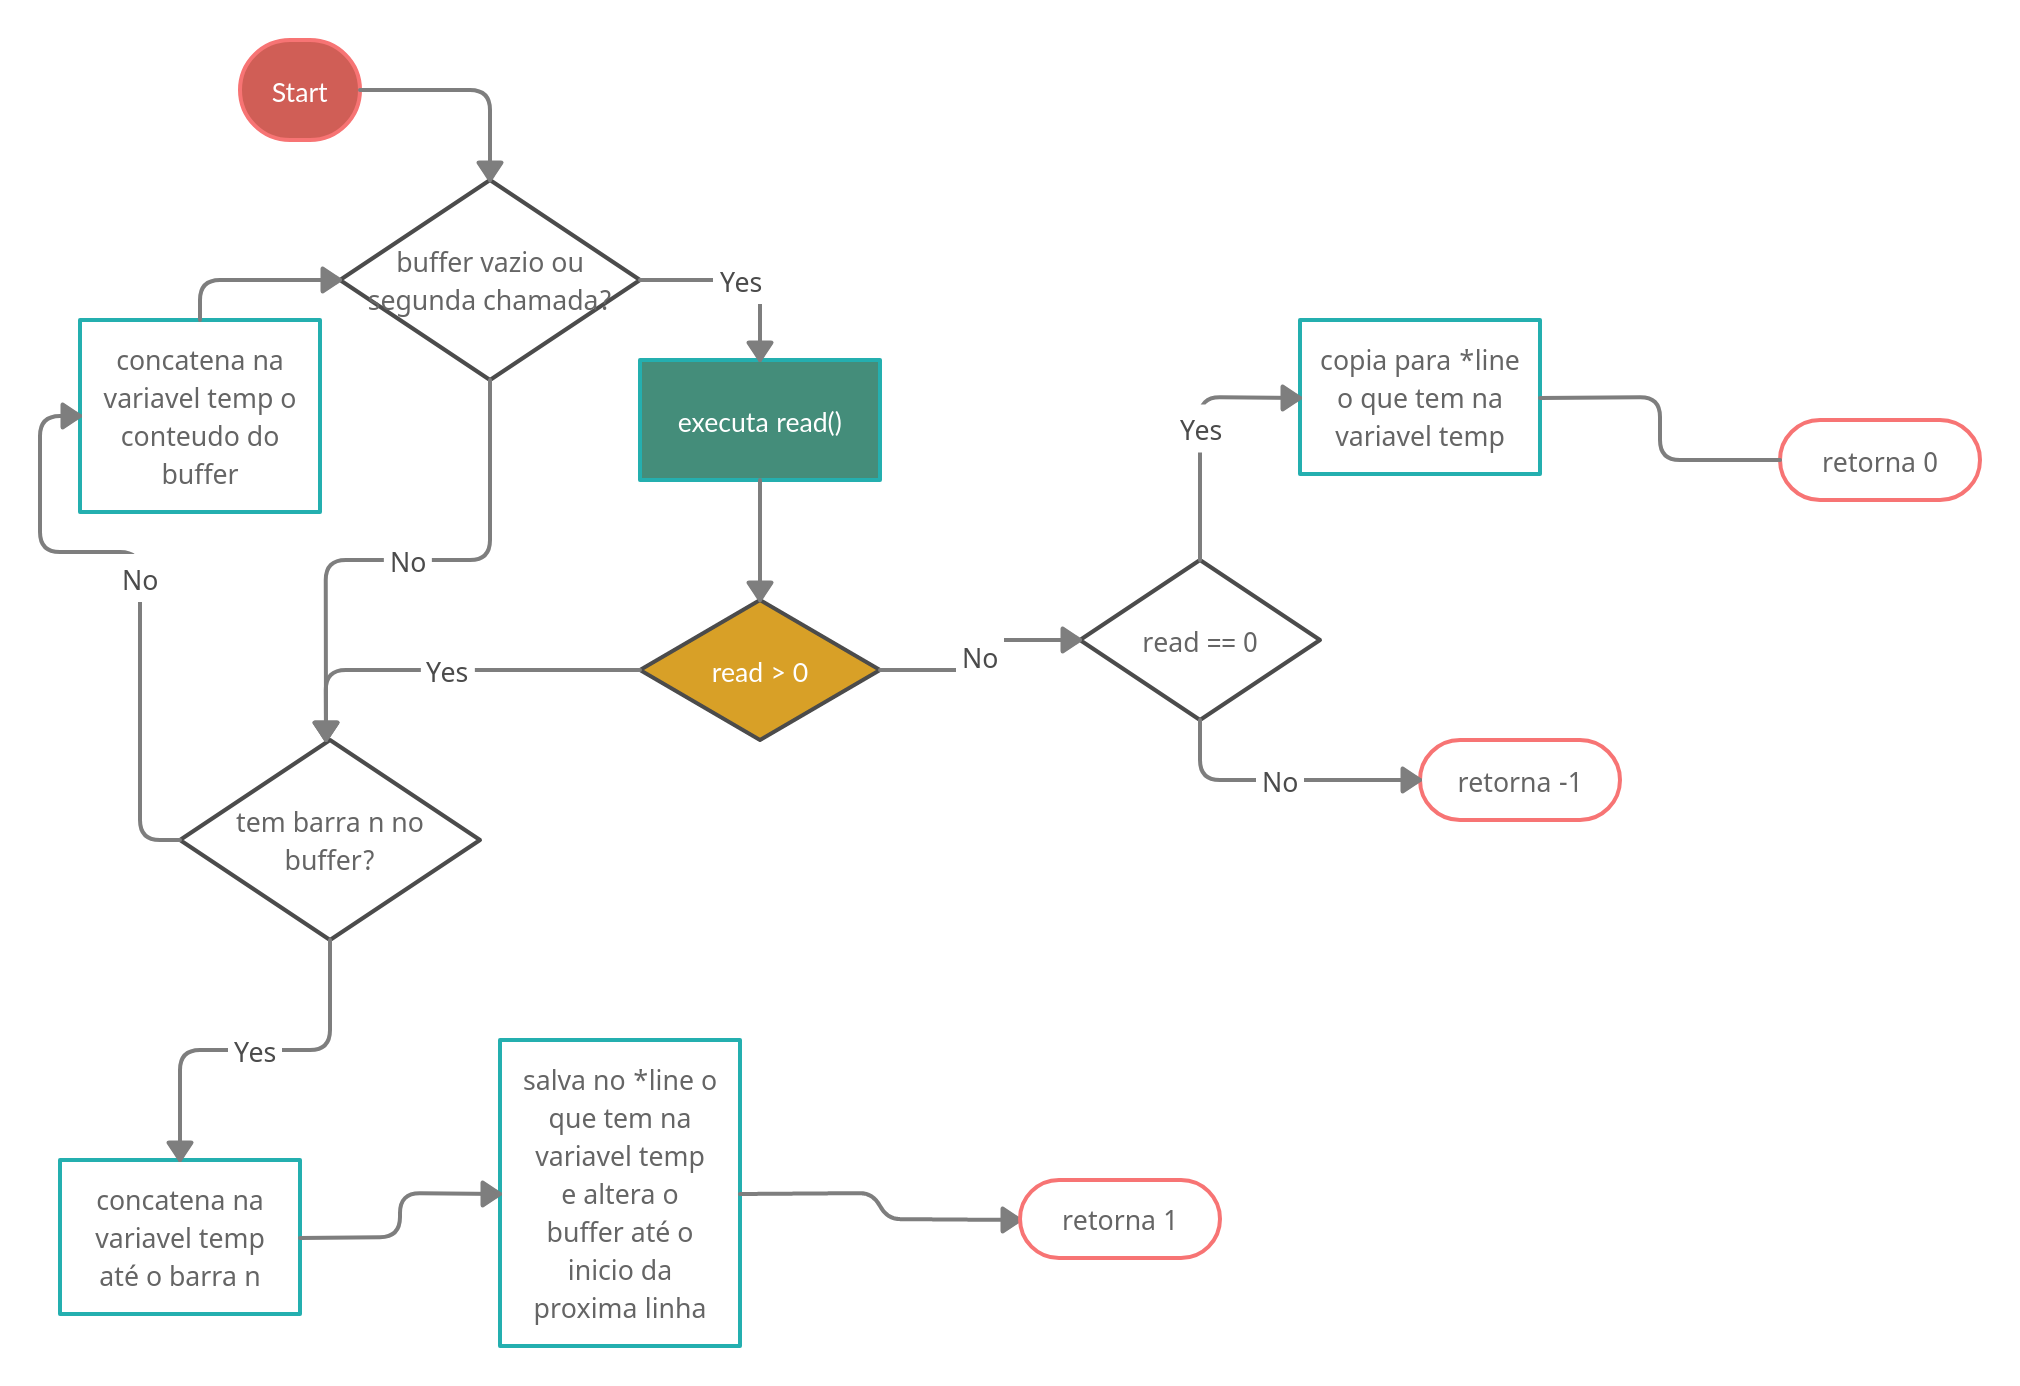 Start
buffer vazio ou
segunda chamada?
Yes
executa read()
concatena na
variavel temp o
conteudo do
buffer
copia para *line
o que tem na
variavel temp
Yes
retorna 0
No
No
Yes
read > 0
No
read == 0
No
retorna -1
tem barra n no
buffer?
Yes
concatena na
variavel temp
até o barra n
salva no *line o
que tem na
variavel temp
e altera o
buffer até o
inicio da
proxima linha
retorna 1